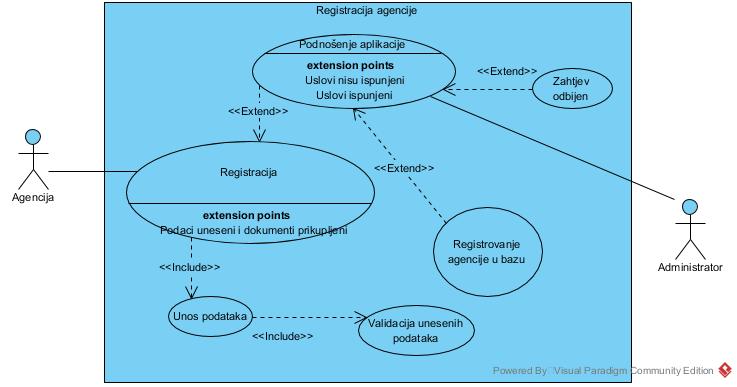 Registracija agencije
Podnošenje aplikacije
extension points
Uslovi nisu ispunjeni
Uslovi ispunjeni
<<Extend>>
Zahtjev
odbijen
<<Extend>>
Registracija
extension points
Podaci uneseni i dokumenti prikupljeni
<<Extend>>
Agencija
Registrovanje
agencije u bazu
Administrator
<<Include>>
Unos podataka
<<Include>>
Validacija unesenih
podataka
Powered By Visual Paradigm Community Edition